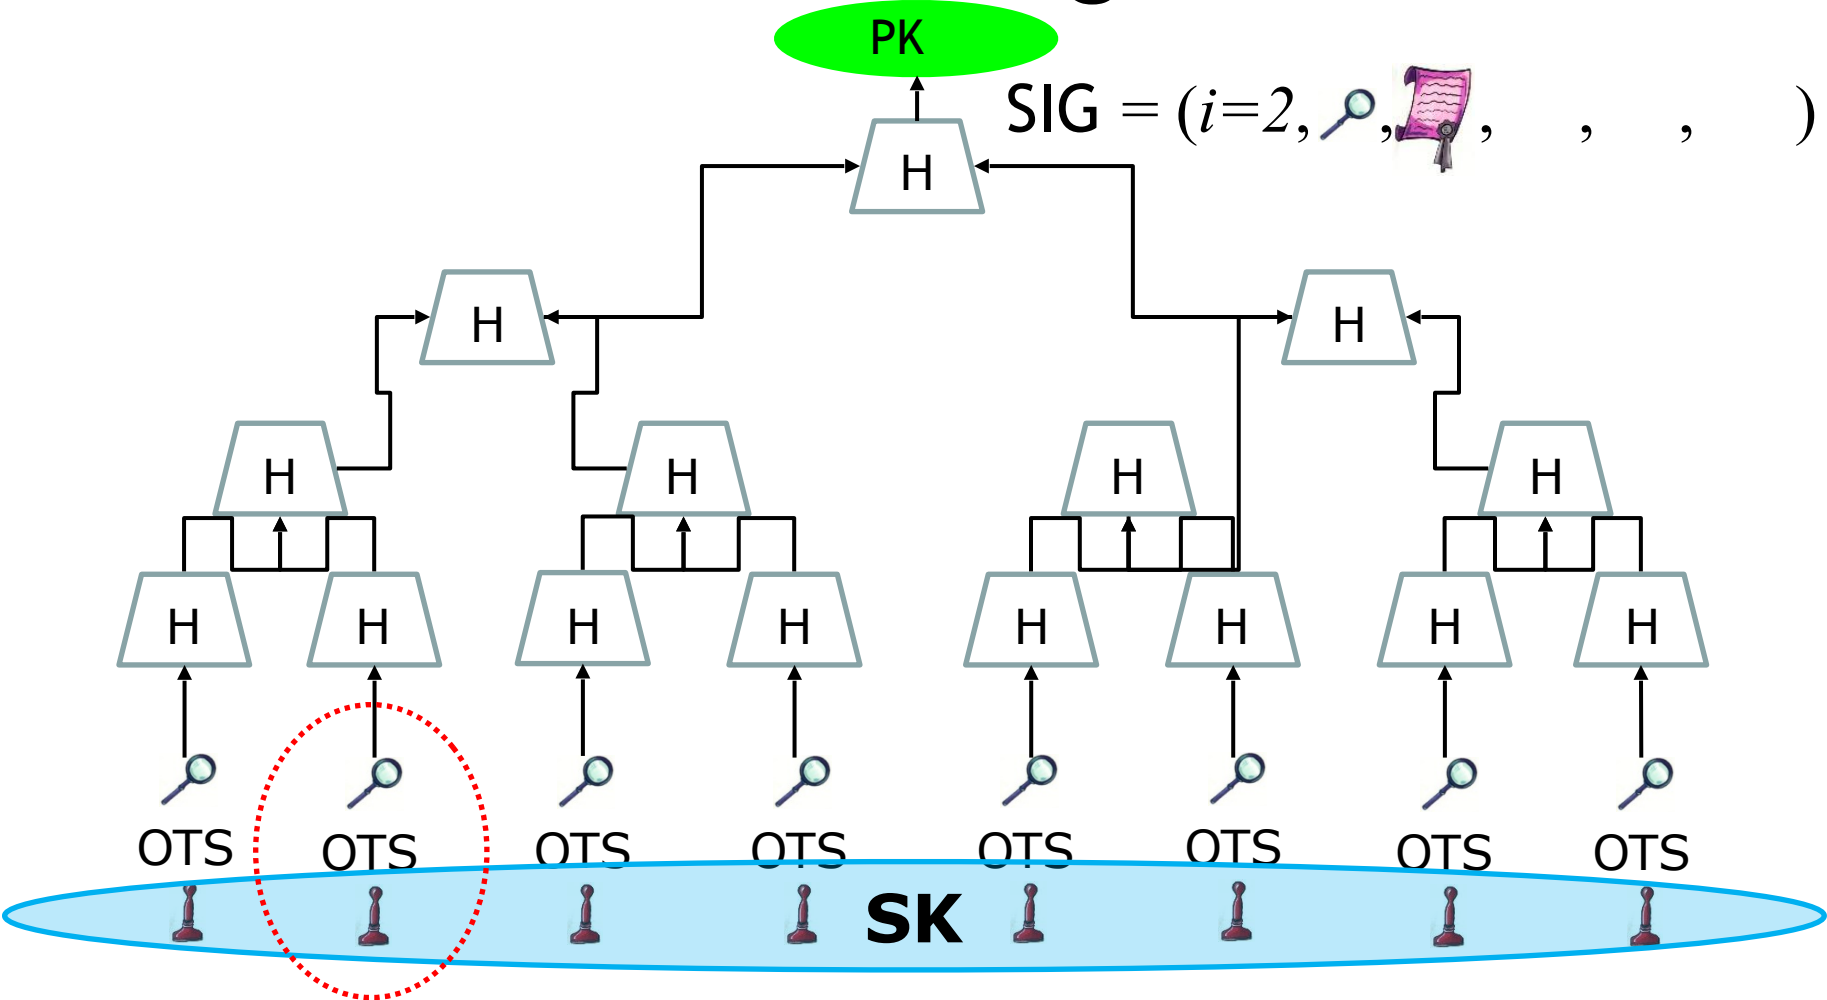 PK
SIG = (i=2, , , , , )
H
H H
H H H H
H H H H H H H H
OTS OTS OTS OTS OTS OTS OTS OTS
SK